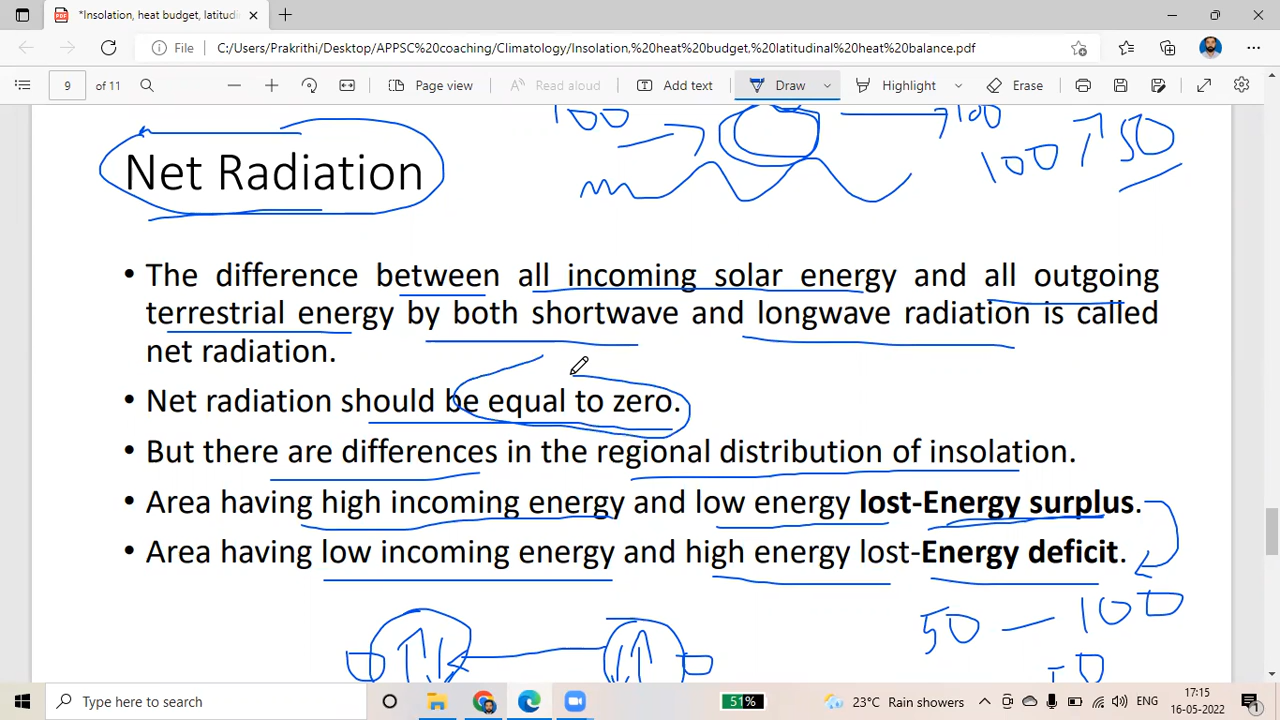 *Insolation, heat budget, latitudi
File
C:/Users/Prakrithi/Desktop/APPSC%20coaching/Climatology/Insolation,%20heat%20budget,%20latitudinal%20heat%20balance.pdf
9 of 11
Page view
Read aloud
Add text
Draw
Highlight
Erase
100 100
100 50
Net Radiation
• The difference between all incoming solar energy and all outgoing
terrestrial energy by both shortwave and longwave radiation is called
net radiation.
• Net radiation should be equal to zero.
• But there are differences in the regional distribution of insolation.
• Area having high incoming energy and low energy lost-Energy surplus.
• Area having low incoming energy and high energy lost-Energy deficit.
50 — 100
Type here to search
51%
23°C Rain showers
ENG
17:15
16-05-2022